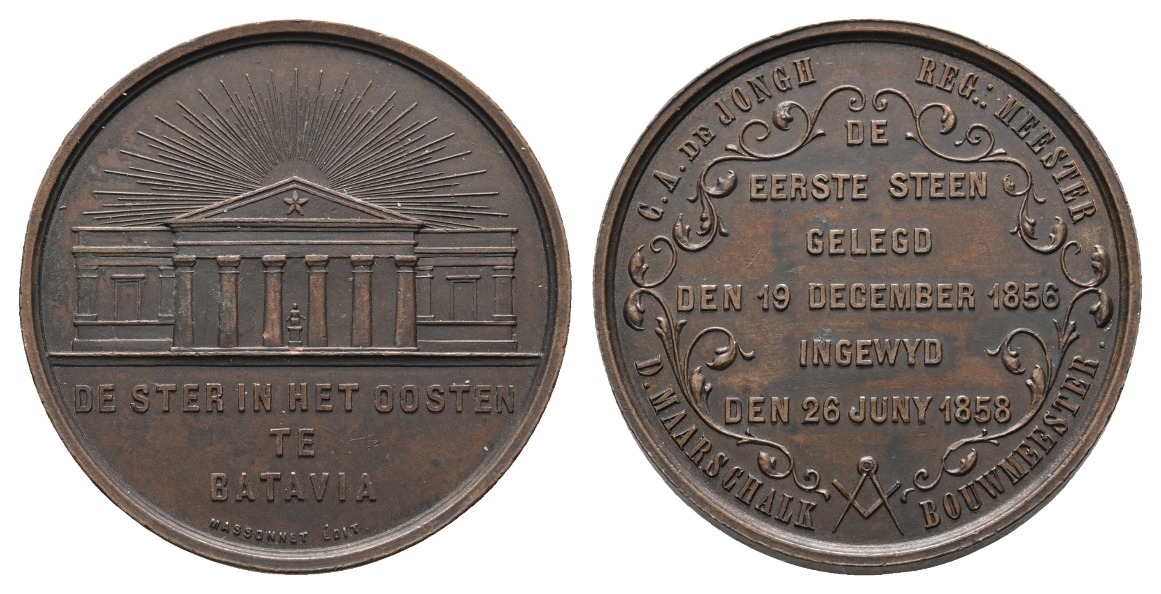 DE STER IN HET OOSTEN
TE
BATAVIA
MASSONNET ÉDIT.
C. A. DE JONGH REG.: MEESTER
DE
EERSTE STEEN
GELEGD
DEN 19 DECEMBER 1856
INGEWYD
DEN 26 JUNY 1858
D. MAARSCHALK BOUWMEESTER.